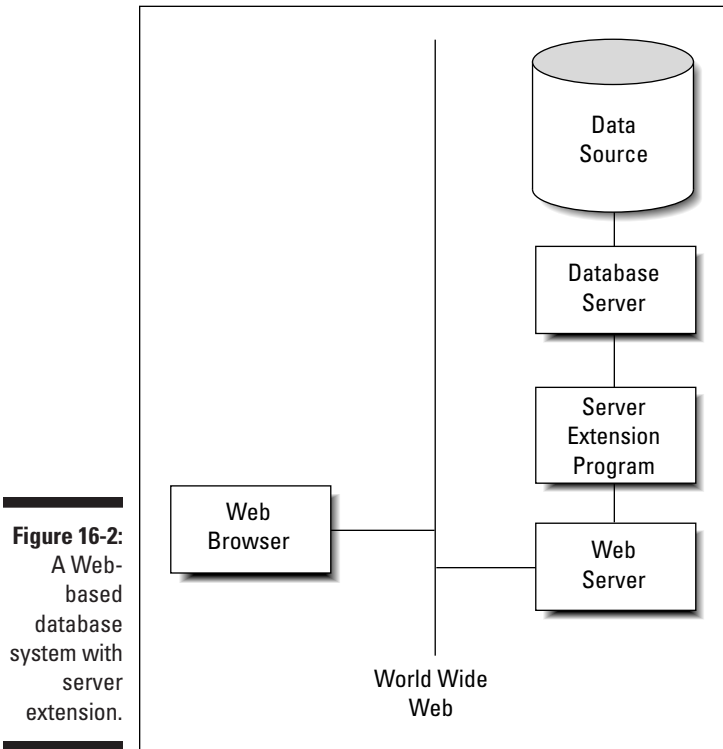 Data
Source
Database
Server
Server
Extension
Program
Web
Browser
Web
Server
World Wide
Web
Figure 16-2:
A Web-
based
database
system with
server
extension.